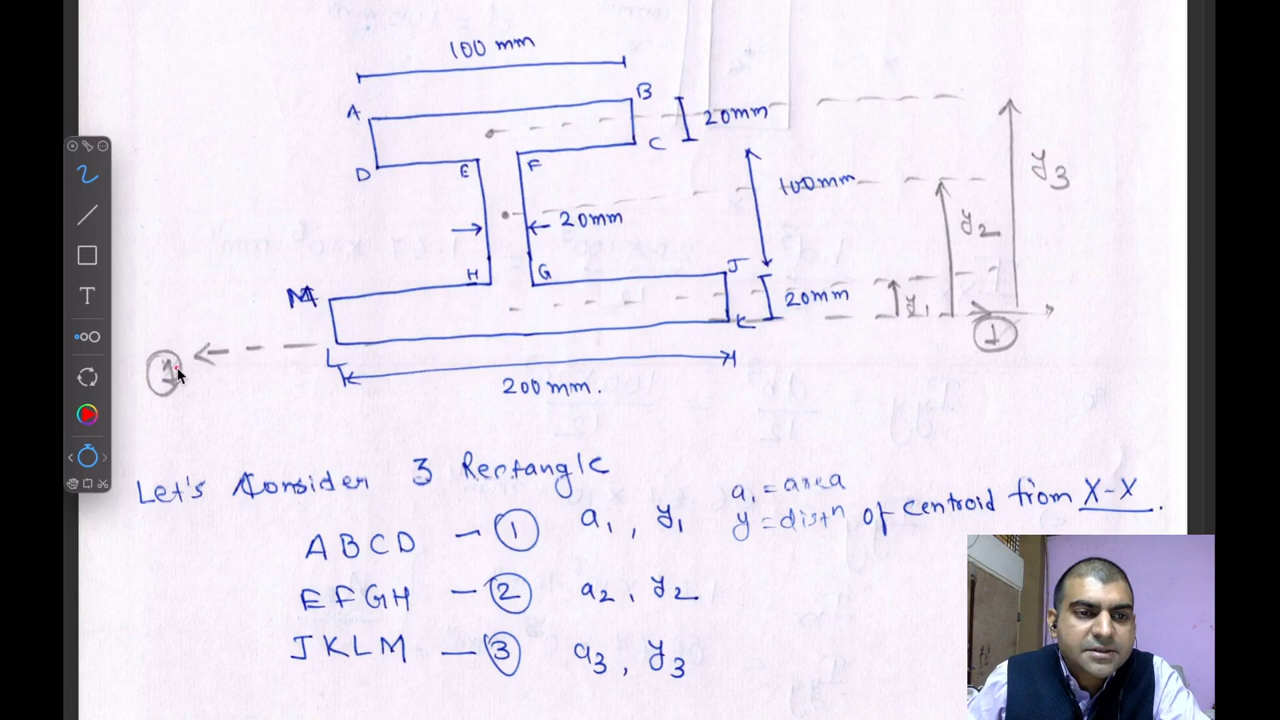 100 mm
A
B
20mm
D
E
F
C
100mm
y3
20mm
y2
H
G
J
M
20mm
y1
K
L
1
1
200 mm.
Let's Consider 3 Rectangle
a1 = area
y = distn of centroid from X-X.
ABCD - 1 a1, y1
EFGH - 2 a2, y2
JKLM - 3 a3, y3
T